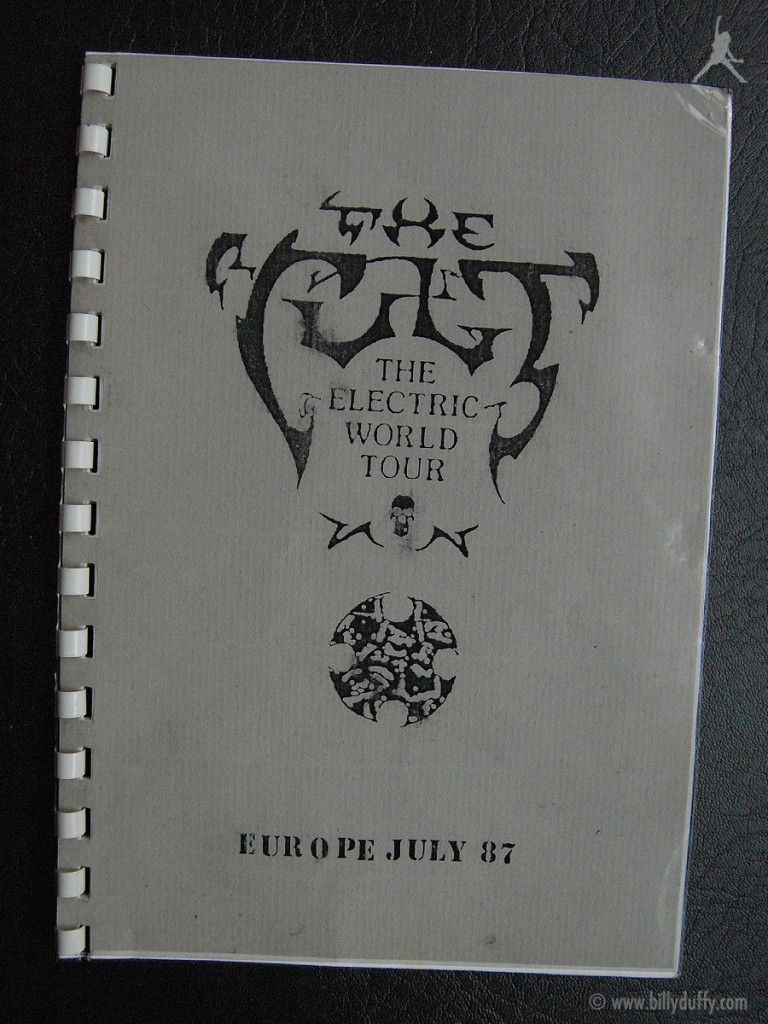 THE
CULT
THE
ELECTRIC
WORLD
TOUR
EUROPE JULY 87
© www.billyduffy.com